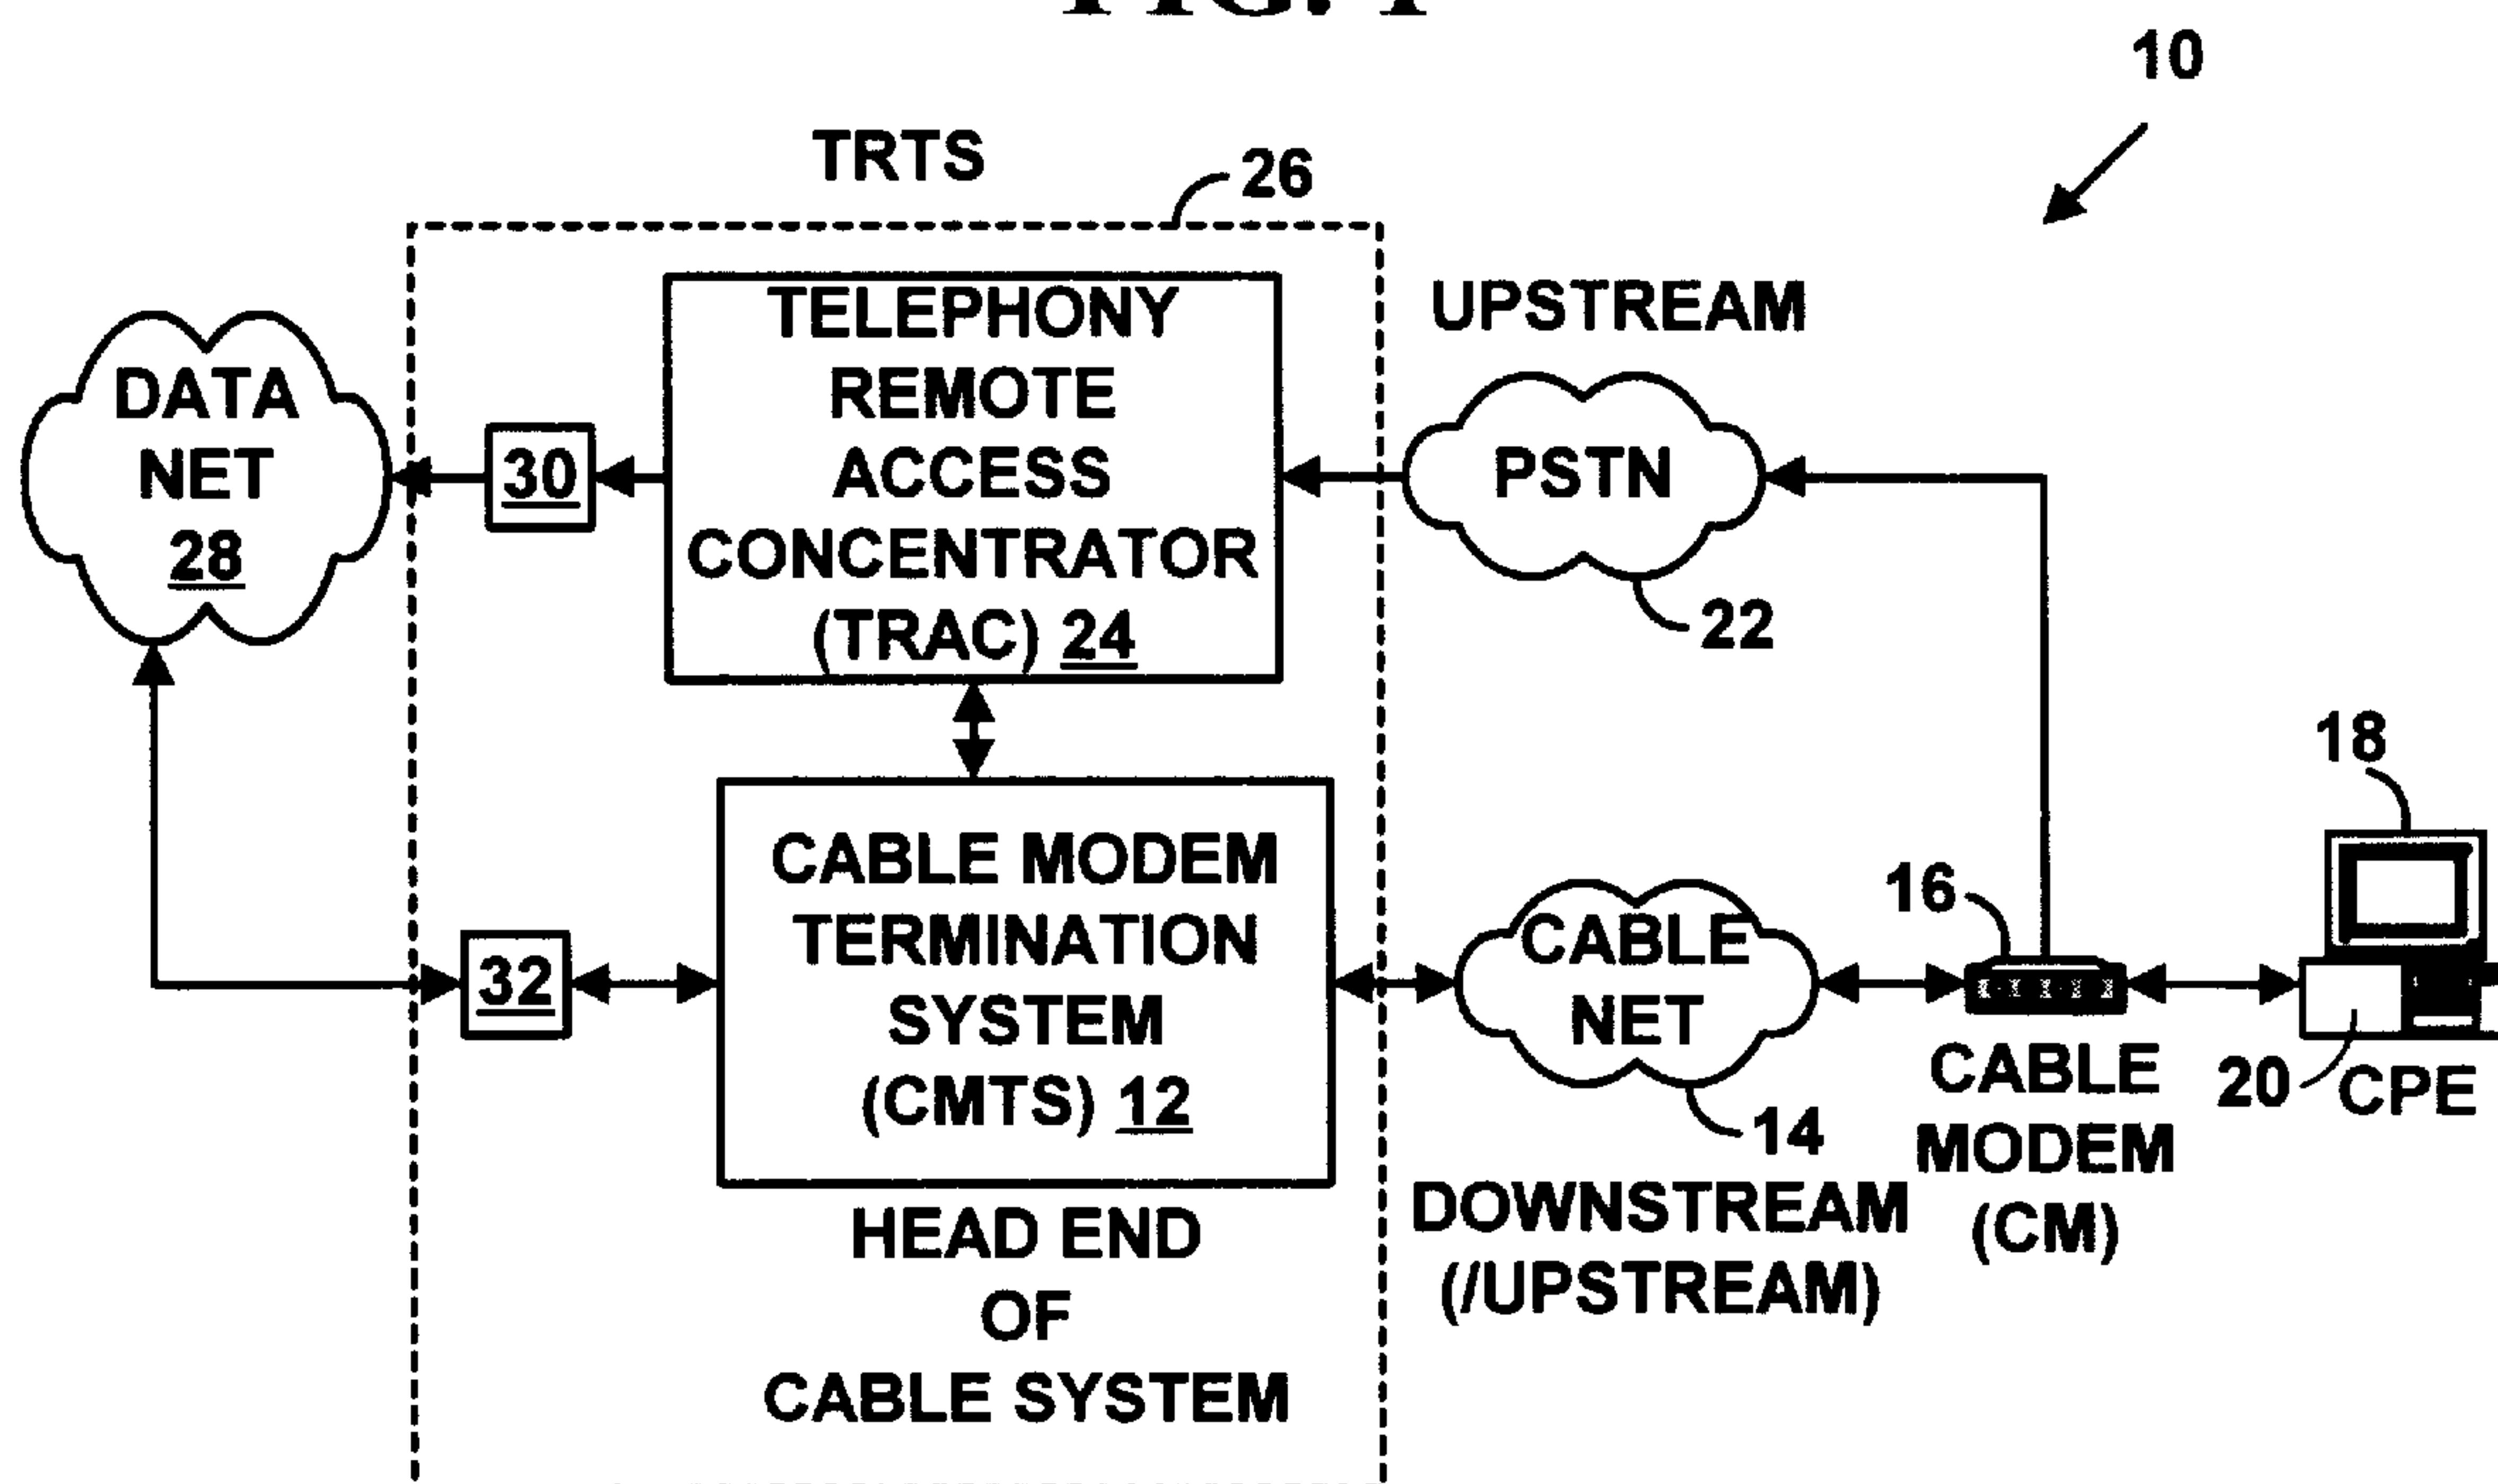 10
TRTS
26
UPSTREAM
TELEPHONY
REMOTE
ACCESS
CONCENTRATOR
(TRAC) 24
DATA
NET
28
30
PSTN
22
18
16
CABLE MODEM
TERMINATION
SYSTEM
(CMTS) 12
32
CABLE
NET
14
CABLE
MODEM
(CM)
20
CPE
DOWNSTREAM
(/UPSTREAM)
HEAD END
OF
CABLE SYSTEM